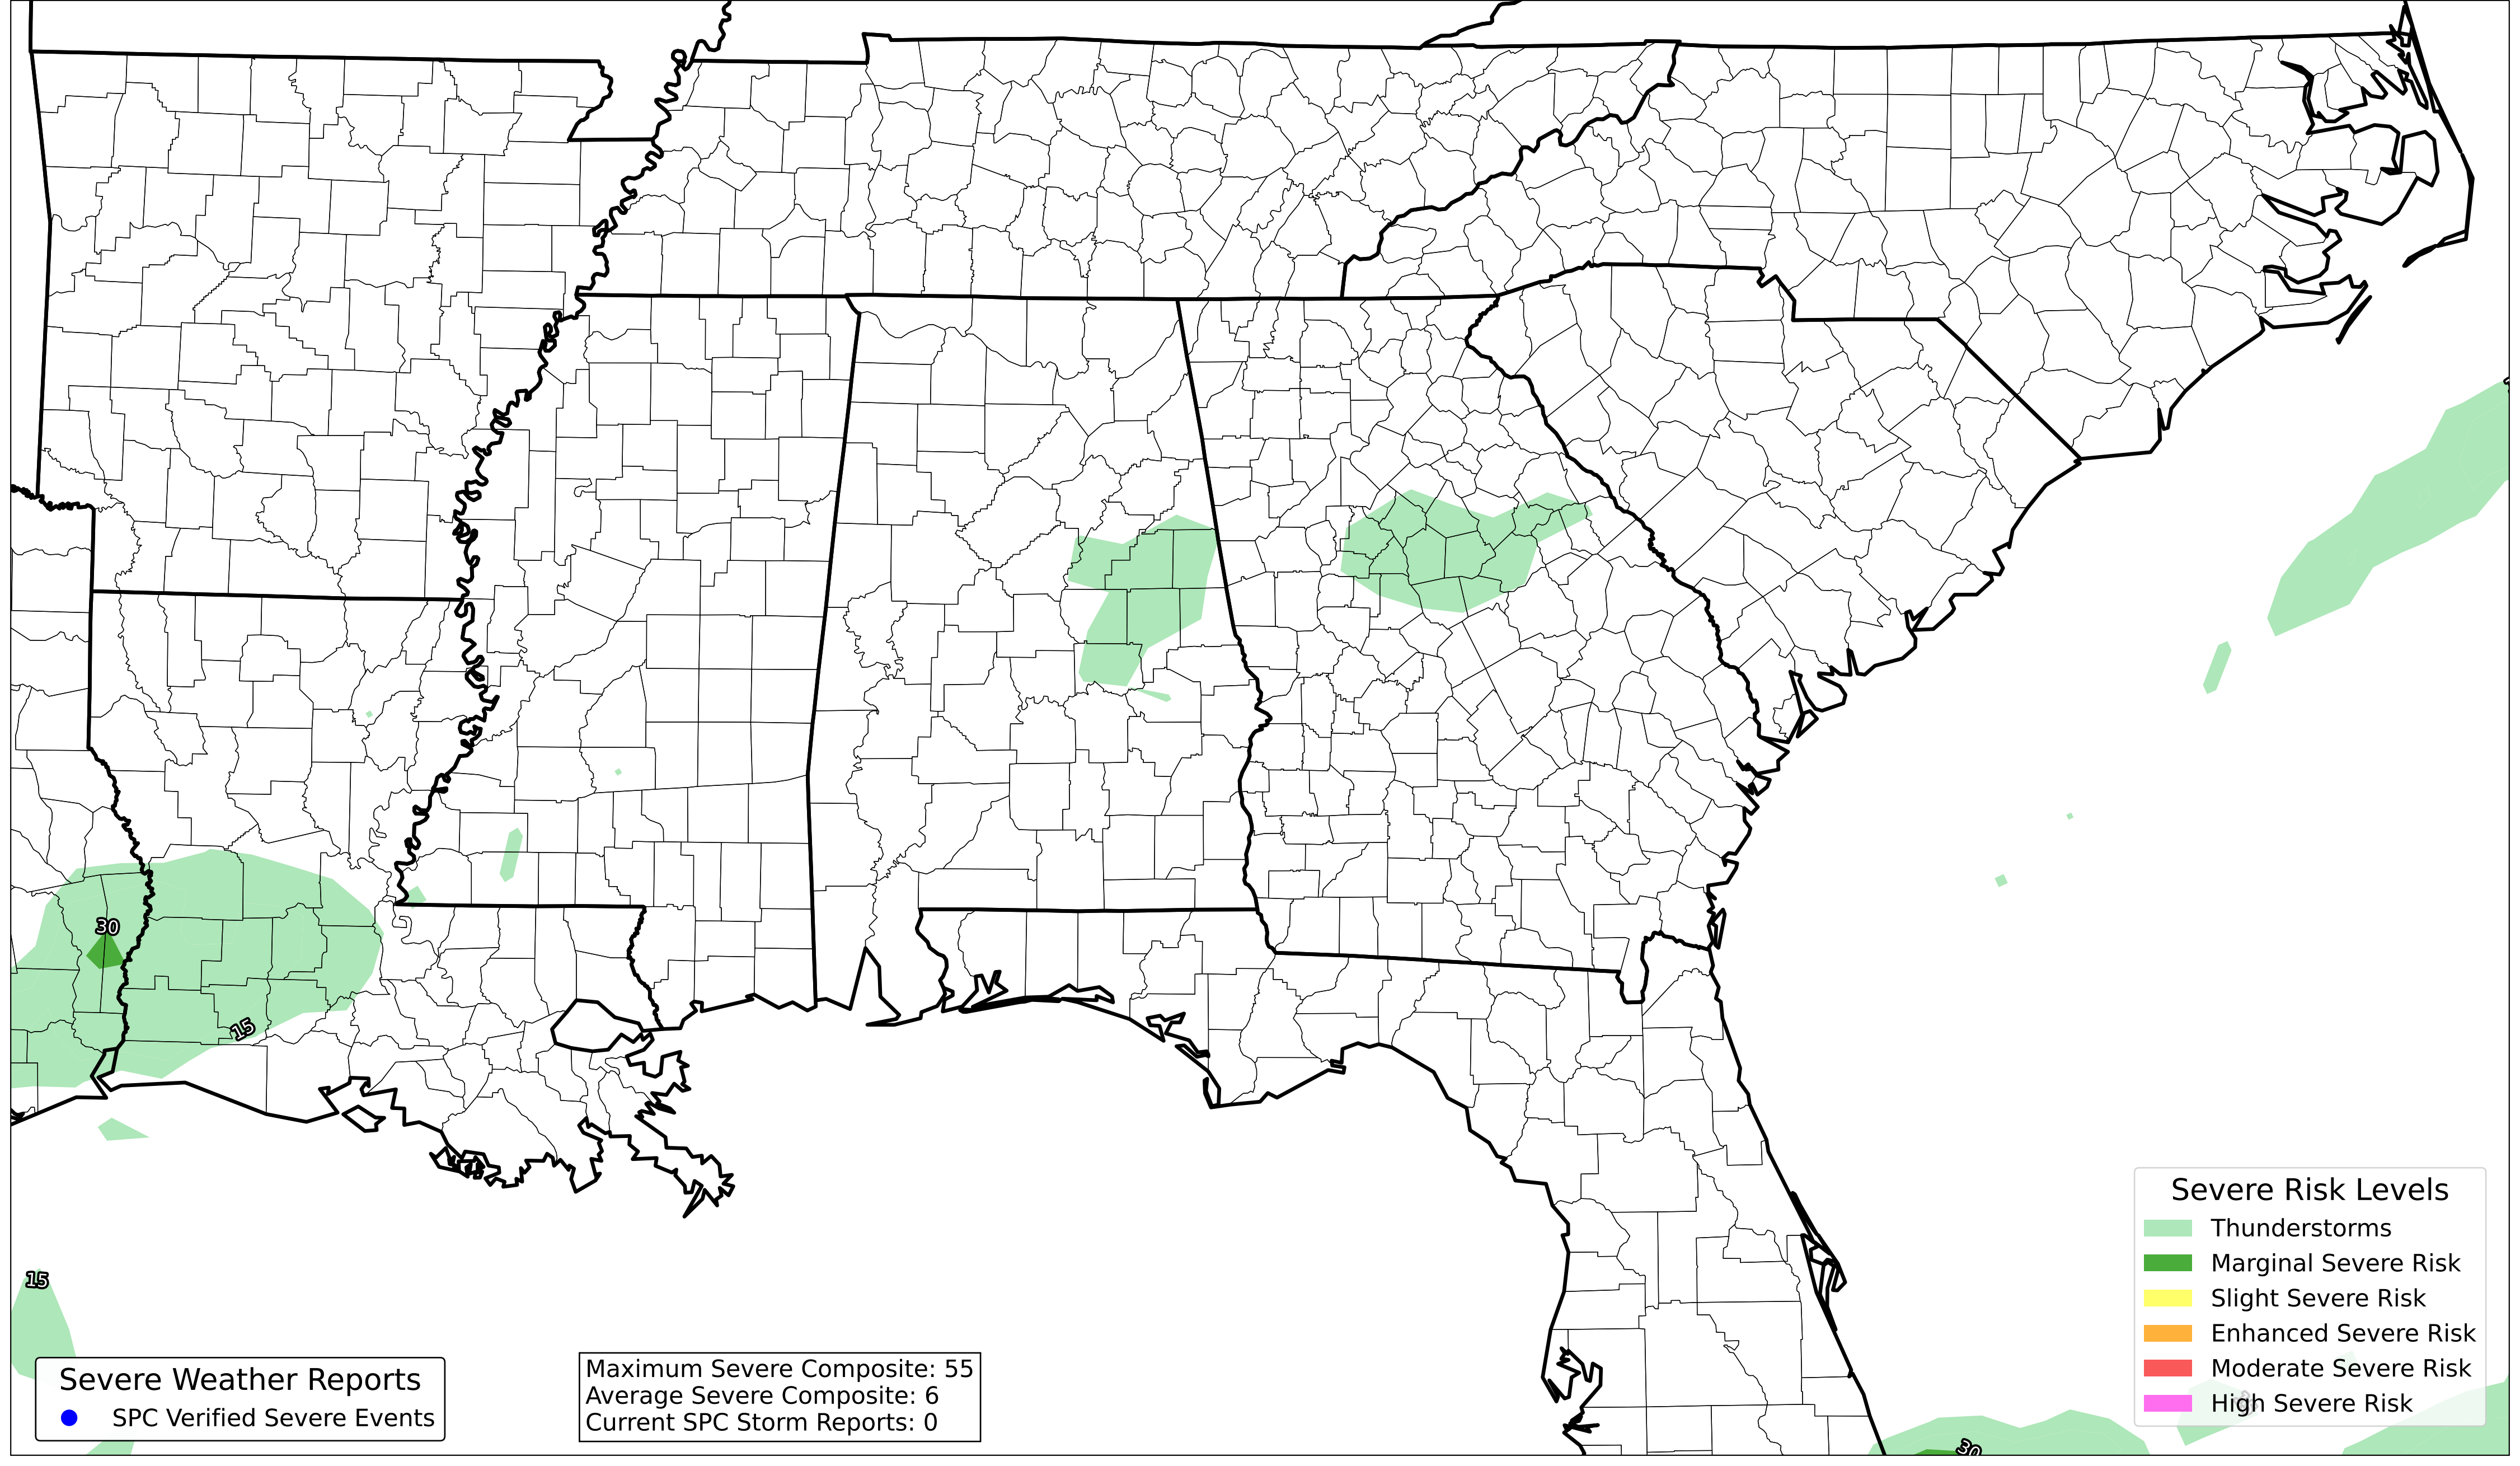 30
15
15
Severe Weather Reports
SPC Verified Severe Events
Maximum Severe Composite: 55
Average Severe Composite: 6
Current SPC Storm Reports: 0
30
Severe Risk Levels
Thunderstorms
Marginal Severe Risk
Slight Severe Risk
Enhanced Severe Risk
Moderate Severe Risk
High Severe Risk